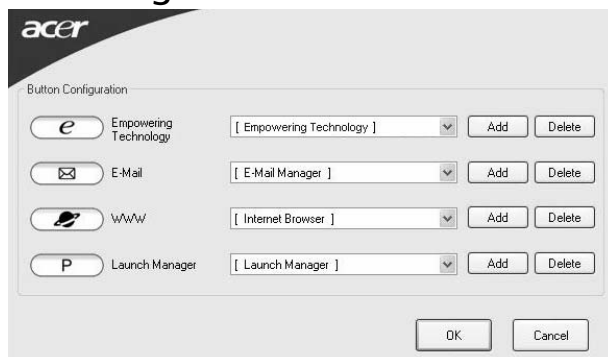 acer
Button Configuration
e Empowering Technology [ Empowering Technology ] Add Delete
E-Mail [ E-Mail Manager ] Add Delete
WWW [ Internet Browser ] Add Delete
P Launch Manager [ Launch Manager ] Add Delete
OK Cancel